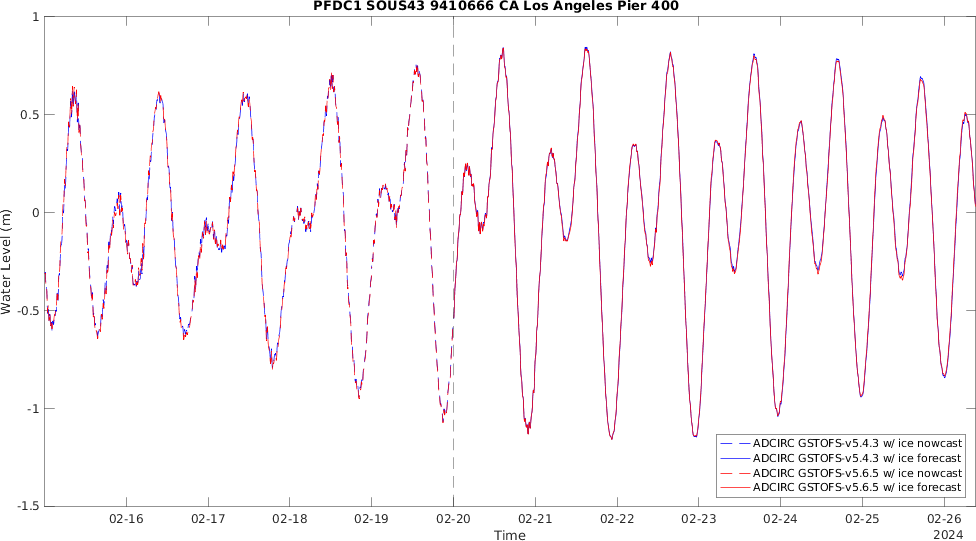 PFDC1 SOUS43 9410666 CA Los Angeles Pier 400
1
0.5
0
-0.5
-1
-1.5
Water Level (m)
02-16 02-17 02-18 02-19 02-20 02-21 02-22 02-23 02-24 02-25 02-26
2024
Time
ADCIRC GSTOFS-v5.4.3 w/ ice nowcast
ADCIRC GSTOFS-v5.4.3 w/ ice forecast
ADCIRC GSTOFS-v5.6.5 w/ ice nowcast
ADCIRC GSTOFS-v5.6.5 w/ ice forecast